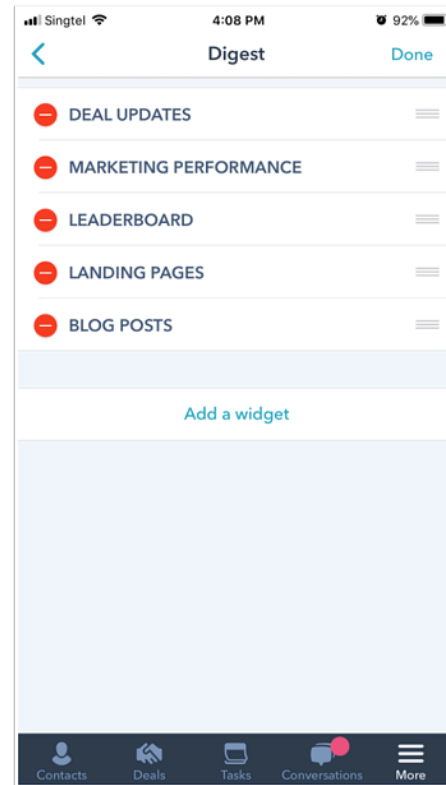 Singtel 4:08 PM 92%
Digest Done
DEAL UPDATES
MARKETING PERFORMANCE
LEADERBOARD
LANDING PAGES
BLOG POSTS
Add a widget
Contacts Deals Tasks Conversations More